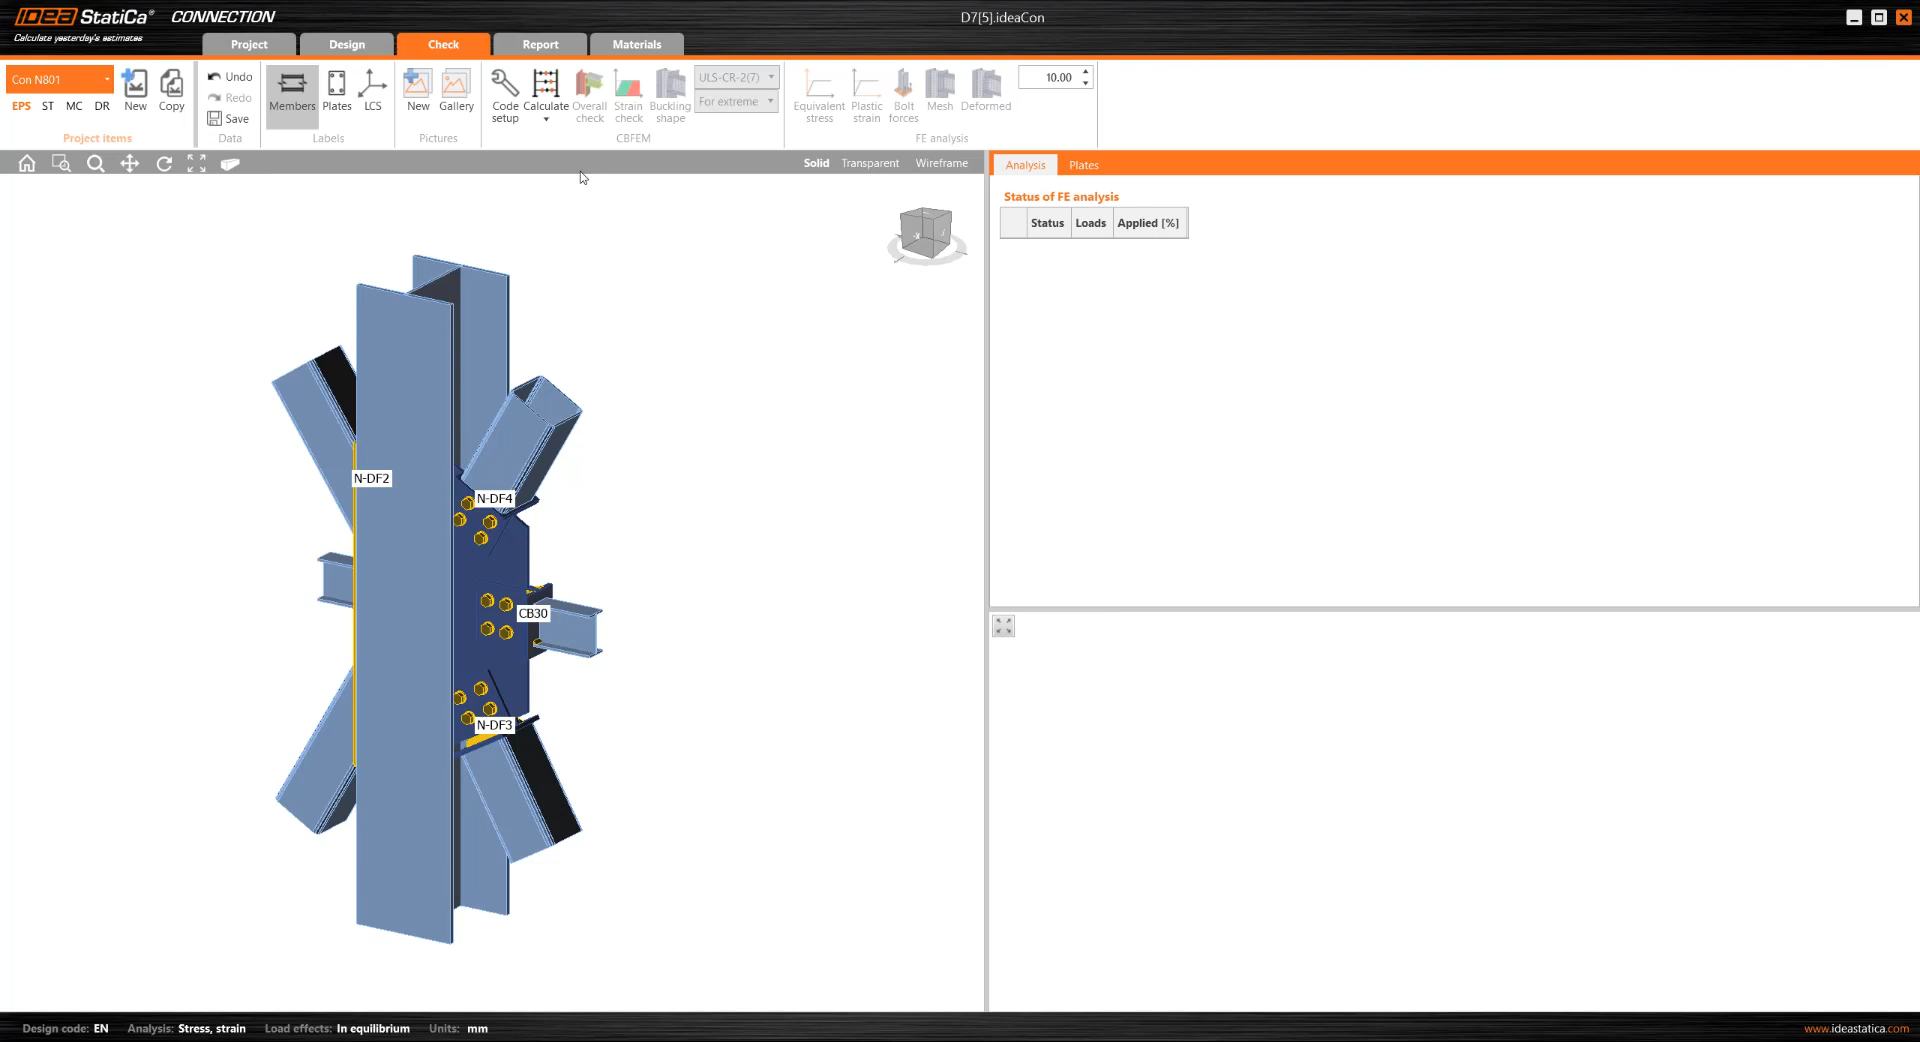 IDEA StatiCa® CONNECTION
Calculate yesterday's estimates
D7[5].ideaCon
Project Design Check Report Materials
Con N801
EPS ST MC DR
New Copy
Project items
Undo
Redo
Save
Data
Members Plates LCS
Labels
New Gallery
Pictures
Code setup Calculate Overall check Strain check Buckling shape
ULS-CR-2(7)
For extreme
CBFEM
Equivalent stress Plastic strain Bolt forces Mesh Deformed
FE analysis
10.00
Solid Transparent Wireframe
Analysis Plates
Status of FE analysis
Status Loads Applied [%]
-X
N-DF2
N-DF4
CB30
N-DF3
Design code: EN Analysis: Stress, strain Load effects: In equilibrium Units: mm
www.ideastatica.com